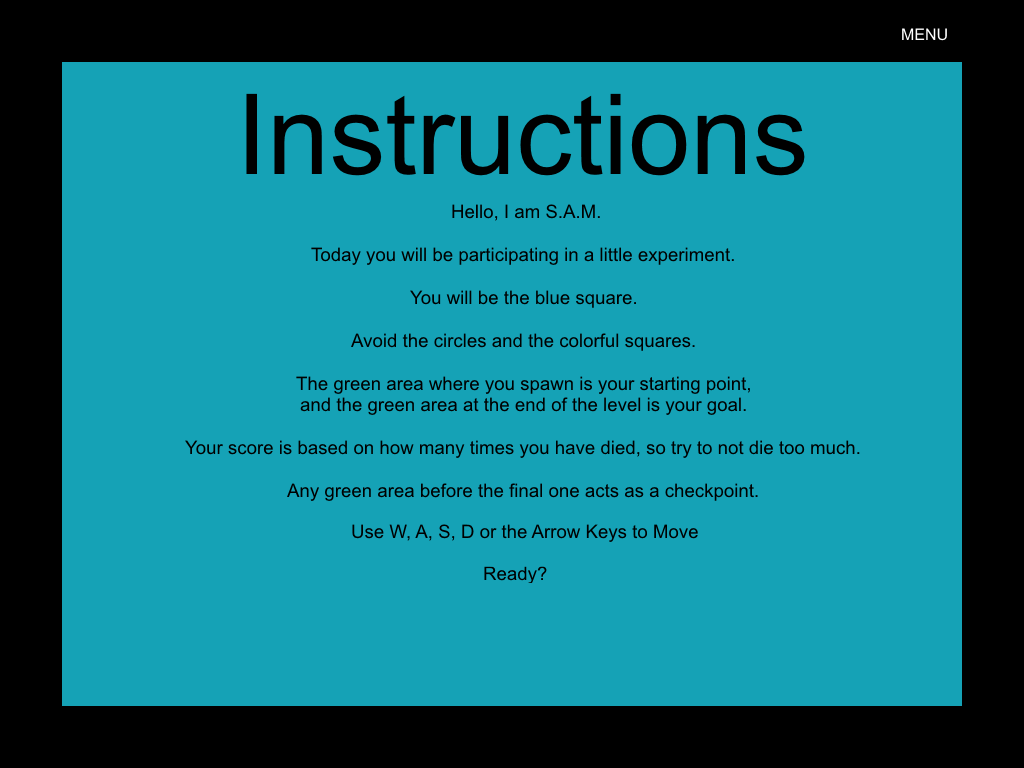 MENU
Instructions
Hello, I am S.A.M.
Today you will be participating in a little experiment.
You will be the blue square.
Avoid the circles and the colorful squares.
The green area where you spawn is your starting point,
and the green area at the end of the level is your goal.
Your score is based on how many times you have died, so try to not die too much.
Any green area before the final one acts as a checkpoint.
Use W, A, S, D or the Arrow Keys to Move
Ready?